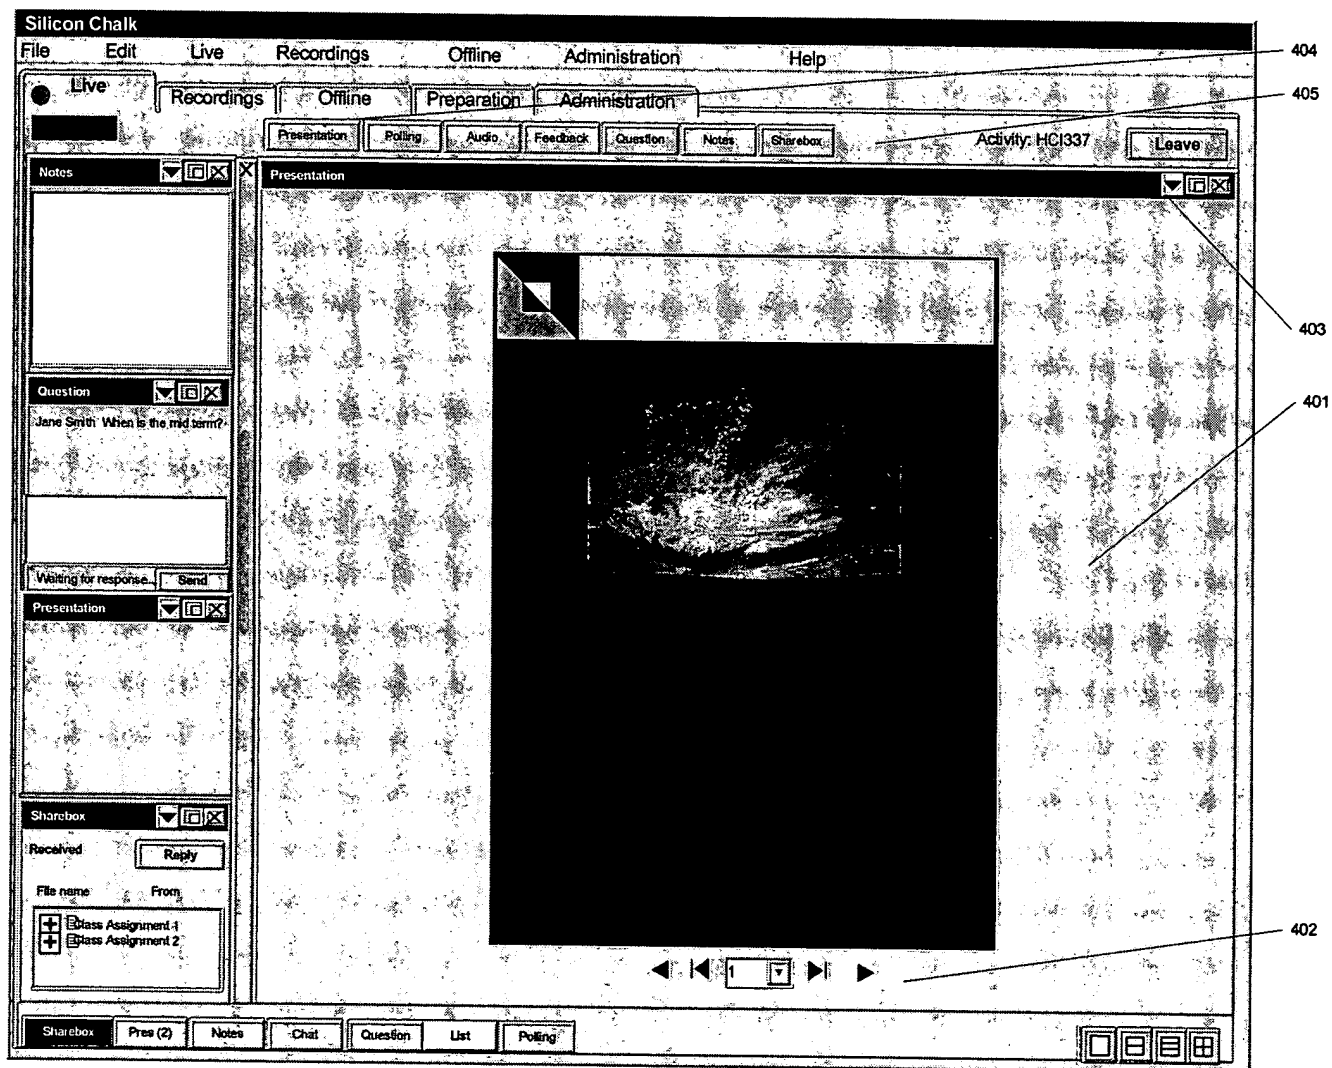 Silicon Chalk
File Edit Live Recordings Offline Administration Help
404
Live Recordings Offline Preparation Administration
405
Presentation Polling Audio Feedback Question Notes Sharebox Activity: HCI337 Leave
Notes
Presentation
403
Question
401
Jane Smith When is the mid term?
Waiting for response... Send
Presentation
Sharebox
Received Reply
File name From
Class Assignment 1
Class Assignment 2
402
1
Sharebox Pres (2) Notes Chat Question List Polling